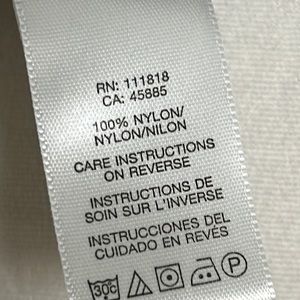 RN: 111818
CA: 45885
100% NYLON/
NYLON/NILON
CARE INSTRUCTIONS
ON REVERSE
INSTRUCTIONS DE
SOIN SUR L'INVERSE
INSTRUCCIONES DEL
CUIDADO EN REVÉS
30C P